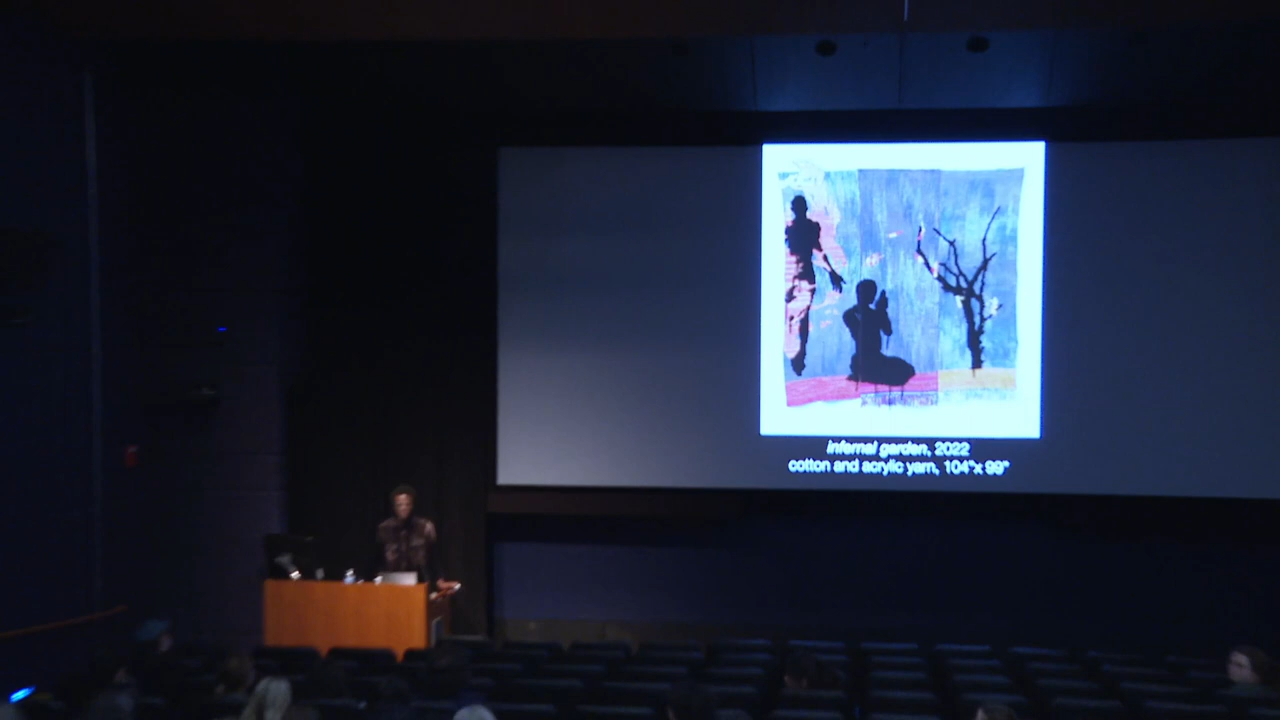 infernal garden, 2022
cotton and acrylic yarn, 104"x 99"